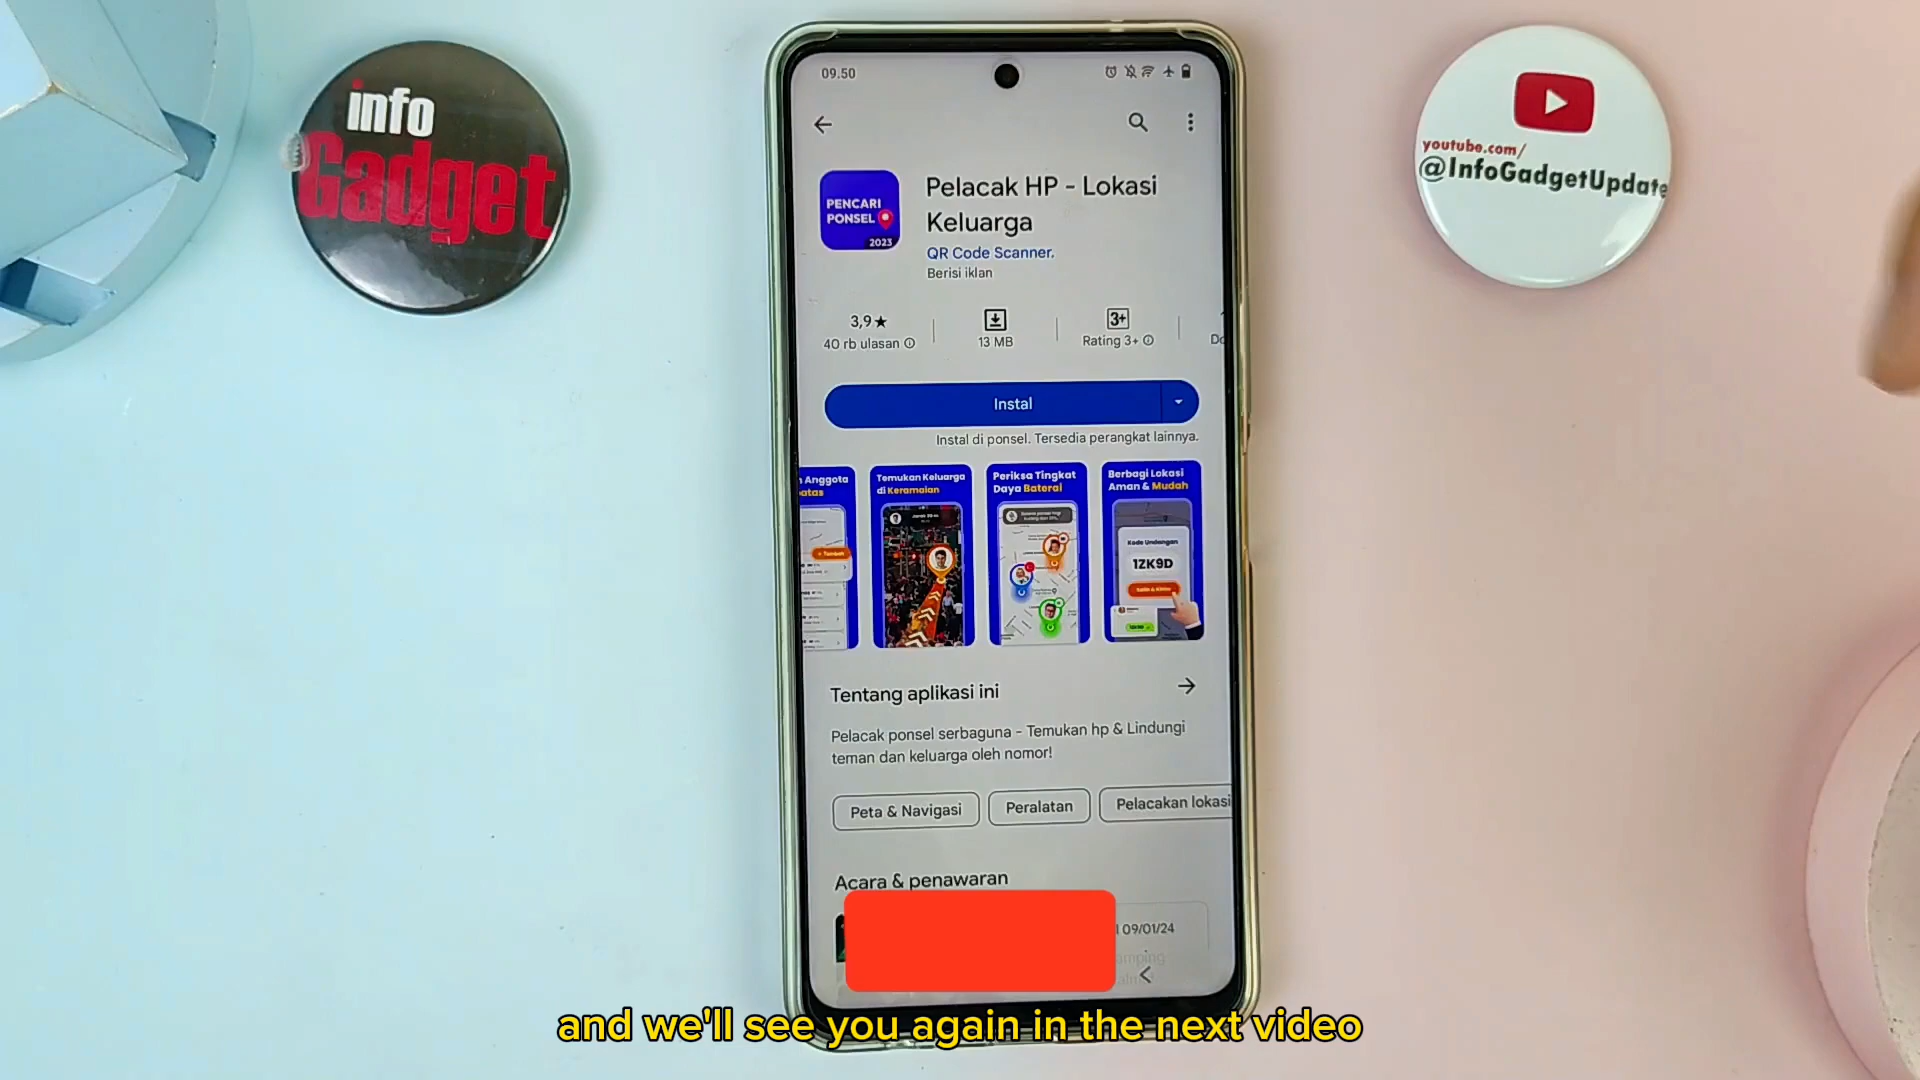 info
Gadget
youtube.com/
@InfoGadgetUpdate
09.50
PENCARI
PONSEL
2023
Pelacak HP - Lokasi
Keluarga
QR Code Scanner.
Berisi iklan
3,9★
40 rb ulasan
13 MB
3+
Rating 3+
Instal
Instal di ponsel. Tersedia perangkat lainnya.
Anggota
Temukan Keluarga
di Keramaian
Periksa Tingkat
Daya Baterai
Berbagi Lokasi
Aman & Mudah
Kode Undangan
1ZK9D
Tentang aplikasi ini
Pelacak ponsel serbaguna - Temukan hp & Lindungi
teman dan keluarga oleh nomor!
Peta & Navigasi
Peralatan
Pelacakan lokasi
Acara & penawaran
09/01/24
and we'll see you again in the next video